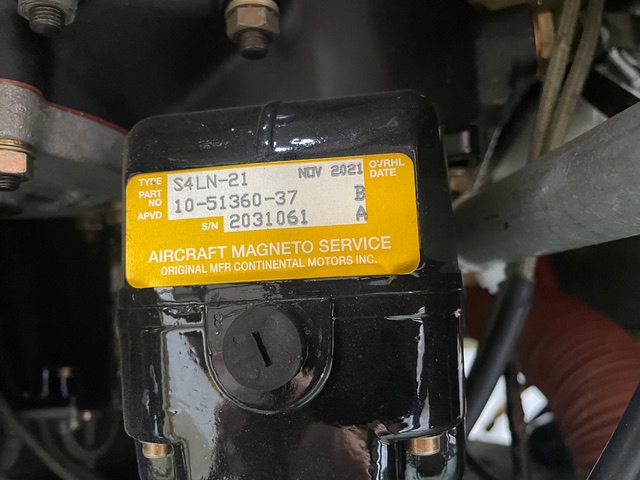 TYPE S4LN-21 NOV 2021 O'VRHL DATE
PART NO 10-51360-37 B
APVD S/N 2031061 A
AIRCRAFT MAGNETO SERVICE
ORIGINAL MFR CONTINENTAL MOTORS INC.